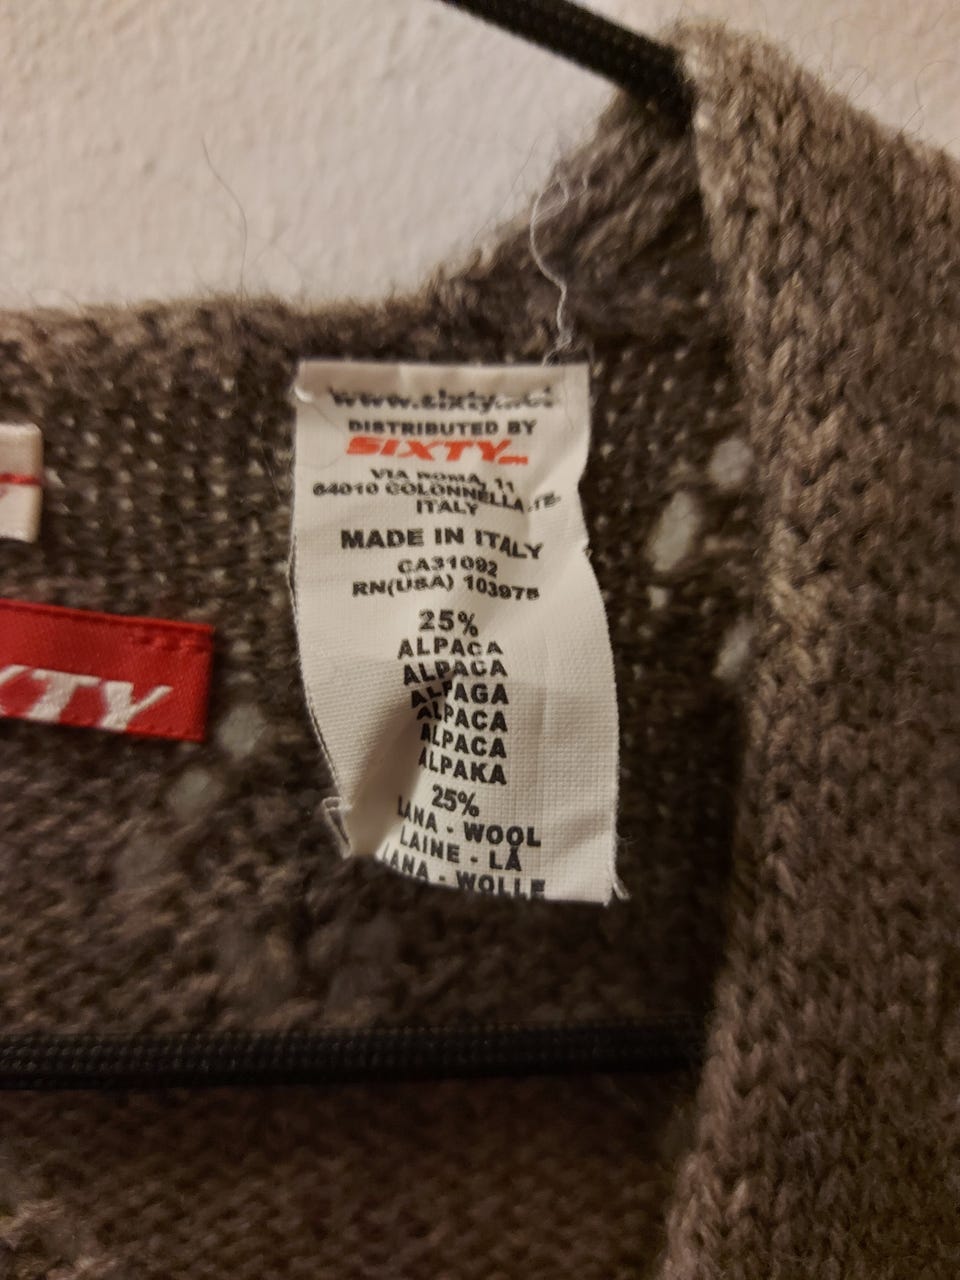 DISTRIBUTED BY
SIXTY
VIA ROMA, 11
64010 COLONNELLA -TE-
ITALY
MADE IN ITALY
CA31092
RN(USA) 103975
25%
ALPACA
ALPACA
ALPAGA
ALPACA
ALPACA
ALPAKA
25%
LANA - WOOL
LAINE - LÃ
LANA - WOLLE
XTY